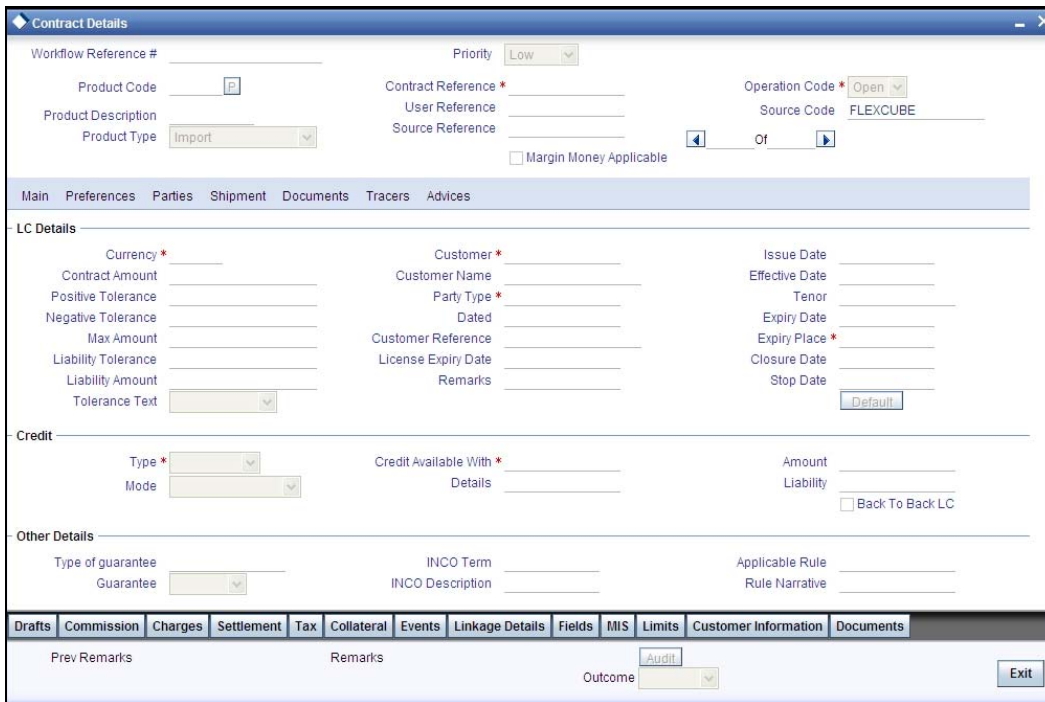 Contract Details
Workflow Reference # Priority Low
Product Code P Contract Reference * Operation Code * Open
Product Description User Reference Source Code FLEXCUBE
Product Type Import Source Reference Of
Margin Money Applicable
Main Preferences Parties Shipment Documents Tracers Advices
LC Details
Currency * Customer * Issue Date
Contract Amount Customer Name Effective Date
Positive Tolerance Party Type * Tenor
Negative Tolerance Dated Expiry Date
Max Amount Customer Reference Expiry Place *
Liability Tolerance License Expiry Date Closure Date
Liability Amount Remarks Stop Date
Tolerance Text Default
Credit
Type * Credit Available With * Amount
Mode Details Liability
Back To Back LC
Other Details
Type of guarantee INCO Term Applicable Rule
Guarantee INCO Description Rule Narrative
Drafts Commission Charges Settlement Tax Collateral Events Linkage Details Fields MIS Limits Customer Information Documents
Prev Remarks Remarks Audit
Outcome Exit